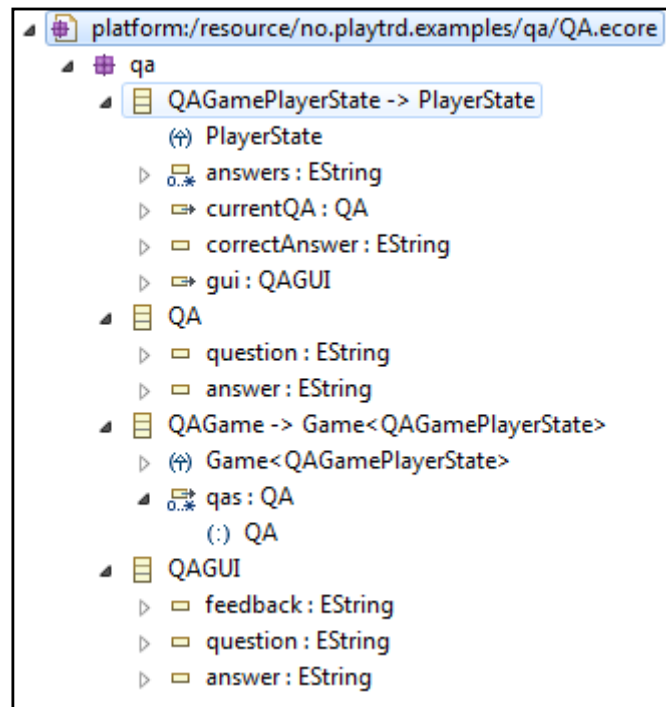 platform:/resource/no.playtrd.examples/qa/QA.ecore
qa
QAGamePlayerState -> PlayerState
PlayerState
0..* answers : EString
currentQA : QA
correctAnswer : EString
gui : QAGUI
QA
question : EString
answer : EString
QAGame -> Game<QAGamePlayerState>
Game<QAGamePlayerState>
0..* qas : QA
(:) QA
QAGUI
feedback : EString
question : EString
answer : EString